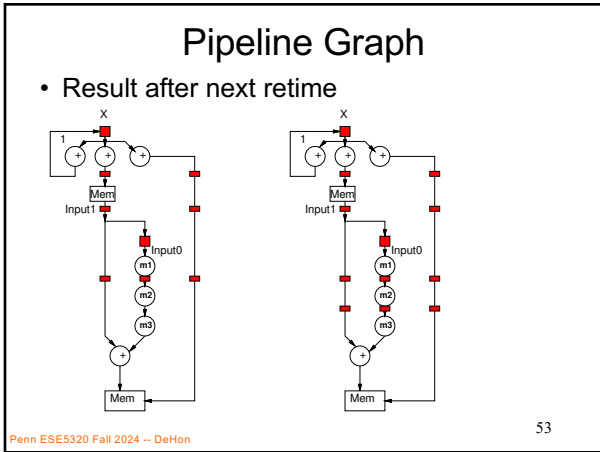 Pipeline Graph
• Result after next retime
X
1
+ + +
Mem
Input1
Input0
m1
m2
m3
+
Mem
X
1
+ + +
Mem
Input1
Input0
m1
m2
m3
+
Mem
Penn ESE5320 Fall 2024 -- DeHon
53